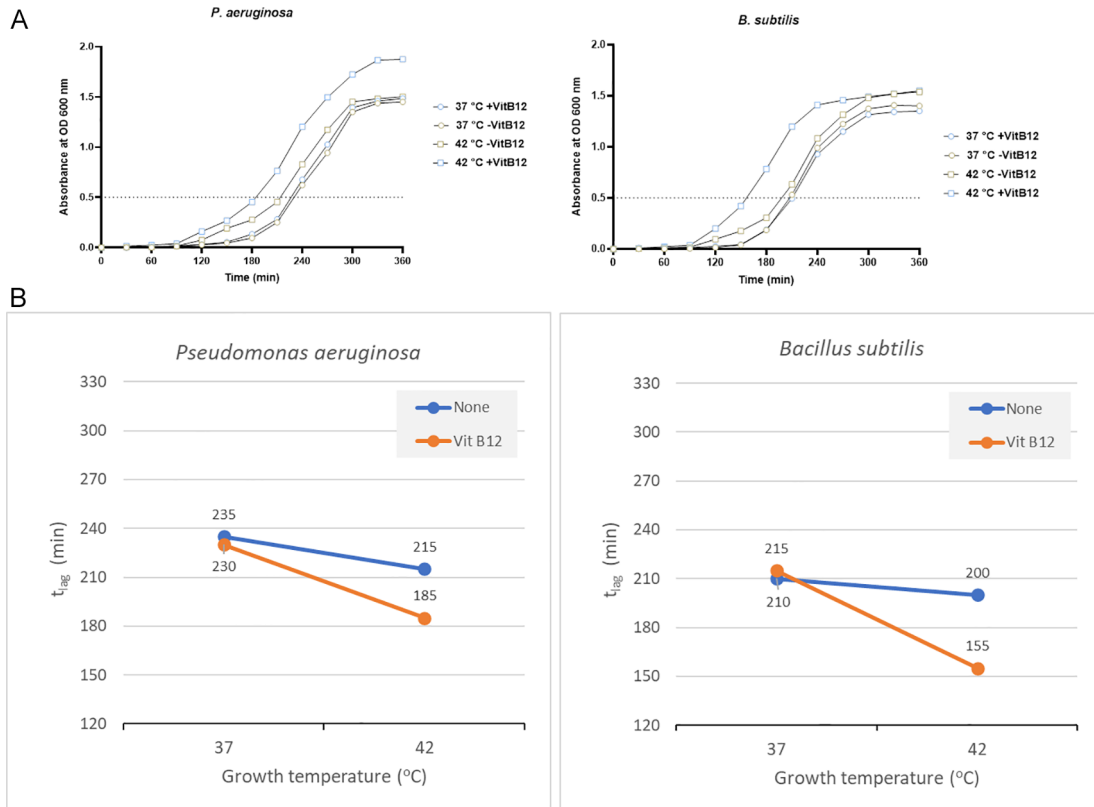 A
P. aeruginosa
Absorbance at OD 600 nm
2.0
1.5
1.0
0.5
0.0
0 60 120 180 240 300 360
Time (min)
37 °C +VitB12
37 °C -VitB12
42 °C -VitB12
42 °C +VitB12
B. subtilis
Absorbance at OD 600 nm
2.0
1.5
1.0
0.5
0.0
0 60 120 180 240 300 360
Time (min)
37 °C +VitB12
37 °C -VitB12
42 °C -VitB12
42 °C +VitB12
B
Pseudomonas aeruginosa
tlag (min)
330
300
270
240
210
180
150
120
None
Vit B12
235
230
215
185
37 42
Growth temperature (oC)
Bacillus subtilis
tlag (min)
330
300
270
240
210
180
150
120
None
Vit B12
215
210
200
155
37 42
Growth temperature (oC)